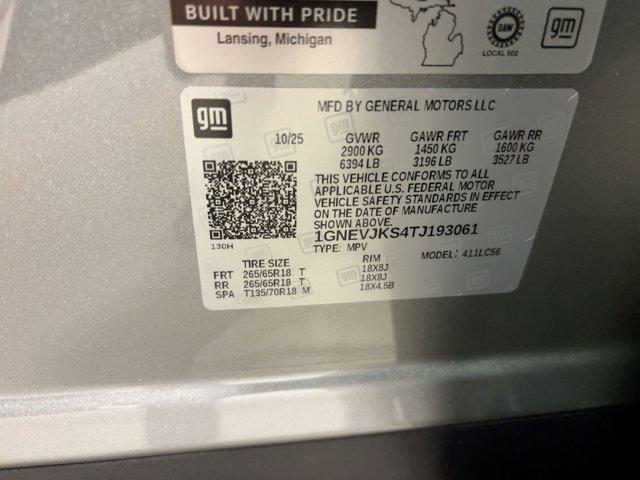 BUILT WITH PRIDE
Lansing, Michigan
UAW
LOCAL 602
gm
gm
MFD BY GENERAL MOTORS LLC
10/25 GVWR GAWR FRT GAWR RR
2900 KG 1450 KG 1600 KG
6394 LB 3196 LB 3527 LB
THIS VEHICLE CONFORMS TO ALL
APPLICABLE U.S. FEDERAL MOTOR
VEHICLE SAFETY STANDARDS IN EFFECT
ON THE DATE OF MANUFACTURE
SHOWN ABOVE.
1GNEVJKS4TJ193061
130H
TYPE: MPV MODEL: 411LC56
TIRE SIZE RIM
FRT 265/65R18 T 18X8J
RR 265/65R18 T 18X8J
SPA T135/70R18 M 18X4.5B